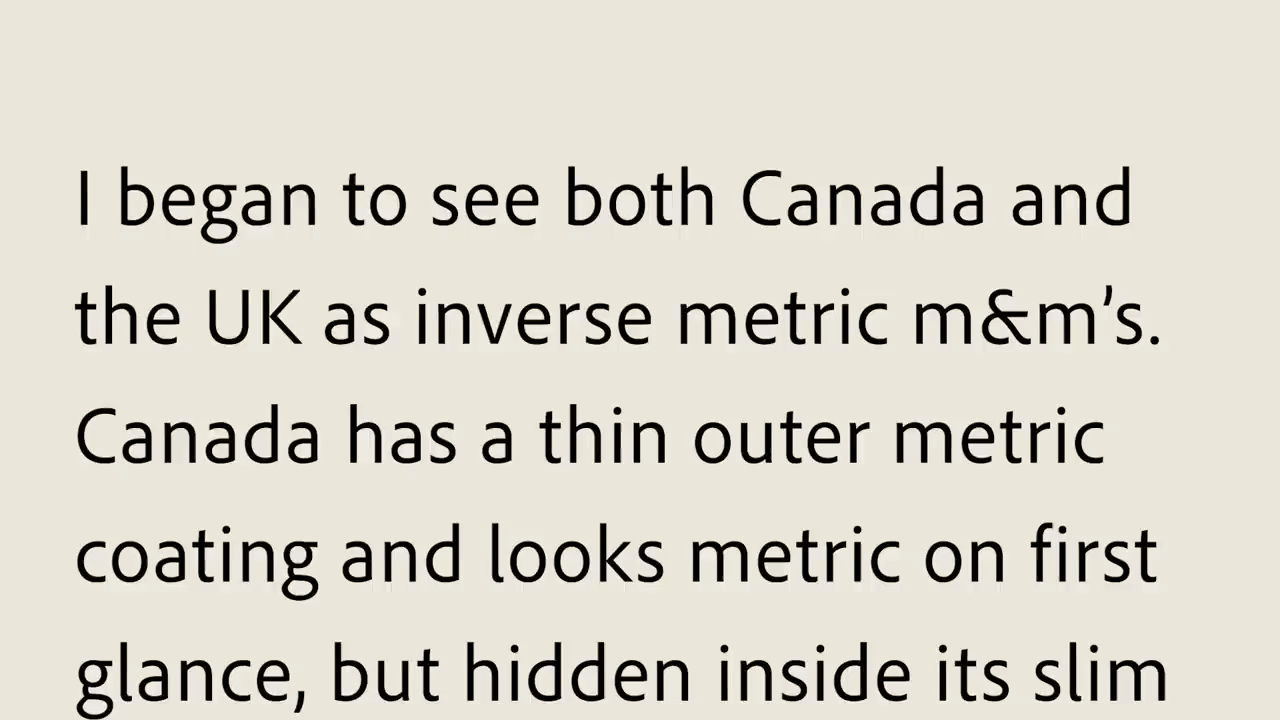 I began to see both Canada and
the UK as inverse metric m&m’s.
Canada has a thin outer metric
coating and looks metric on first
glance, but hidden inside its slim